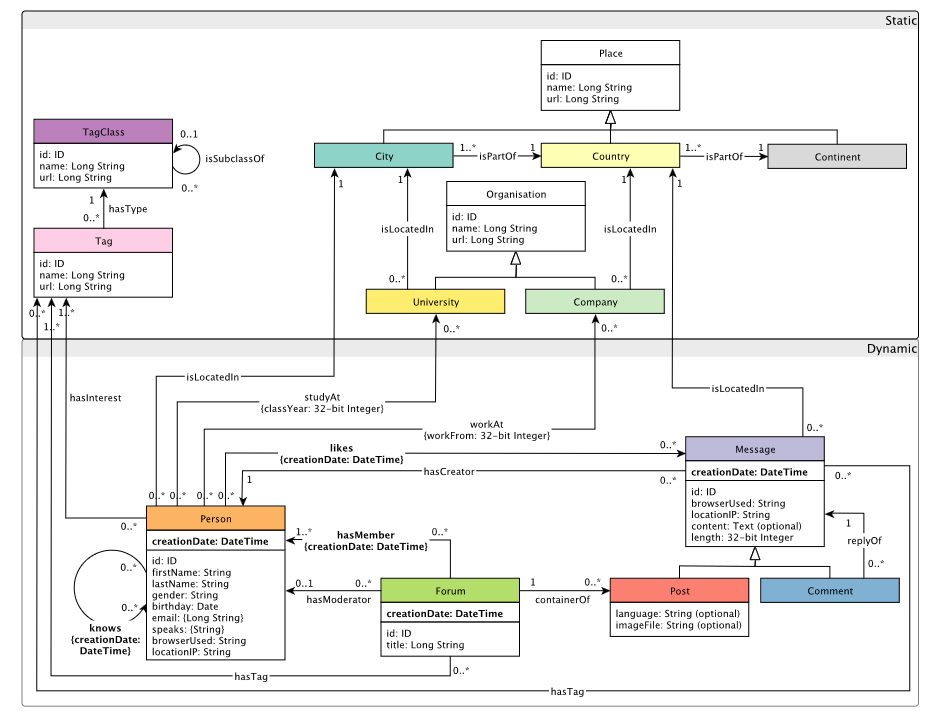 Static
Place
id: ID
name: Long String
url: Long String
TagClass
id: ID
name: Long String
url: Long String
0..1
isSubclassOf
0..*
City
1..*
isPartOf
1
Country
1..*
isPartOf
1
Continent
1
hasType
0..*
Tag
id: ID
name: Long String
url: Long String
0..*
1..*
1..*
Organisation
id: ID
name: Long String
url: Long String
1
1
1
1
isLocatedIn
isLocatedIn
0..*
0..*
University
Company
0..*
0..*
Dynamic
isLocatedIn
isLocatedIn
hasInterest
studyAt
{classYear: 32-bit Integer}
workAt
{workFrom: 32-bit Integer}
likes
{creationDate: DateTime}
0..*
0..*
hasCreator
1
0..*
0..*
Message
creationDate: DateTime
id: ID
browserUsed: String
locationIP: String
content: Text (optional)
length: 32-bit Integer
0..*
0..*
0..*
0..*
0..*
Person
creationDate: DateTime
id: ID
firstName: String
lastName: String
gender: String
birthday: Date
email: {Long String}
speaks: {String}
browserUsed: String
locationIP: String
0..*
0..*
knows
{creationDate:
DateTime}
1..*
hasMember
{creationDate: DateTime}
0..*
0..1
hasModerator
0..*
Forum
creationDate: DateTime
id: ID
title: Long String
1
containerOf
0..*
Post
language: String (optional)
imageFile: String (optional)
1
replyOf
0..*
Comment
0..*
hasTag
hasTag